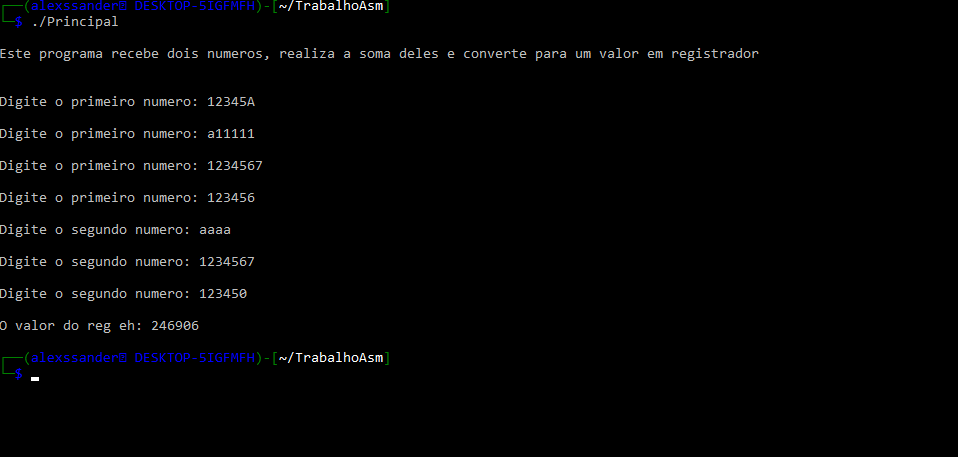 ┌──(alexssander㉿ DESKTOP-5IGFMFH)-[~/TrabalhoAsm]
└─$ ./Principal
Este programa recebe dois numeros, realiza a soma deles e converte para um valor em registrador
Digite o primeiro numero: 12345A
Digite o primeiro numero: a11111
Digite o primeiro numero: 1234567
Digite o primeiro numero: 123456
Digite o segundo numero: aaaa
Digite o segundo numero: 1234567
Digite o segundo numero: 123450
O valor do reg eh: 246906
┌──(alexssander㉿ DESKTOP-5IGFMFH)-[~/TrabalhoAsm]
└─$